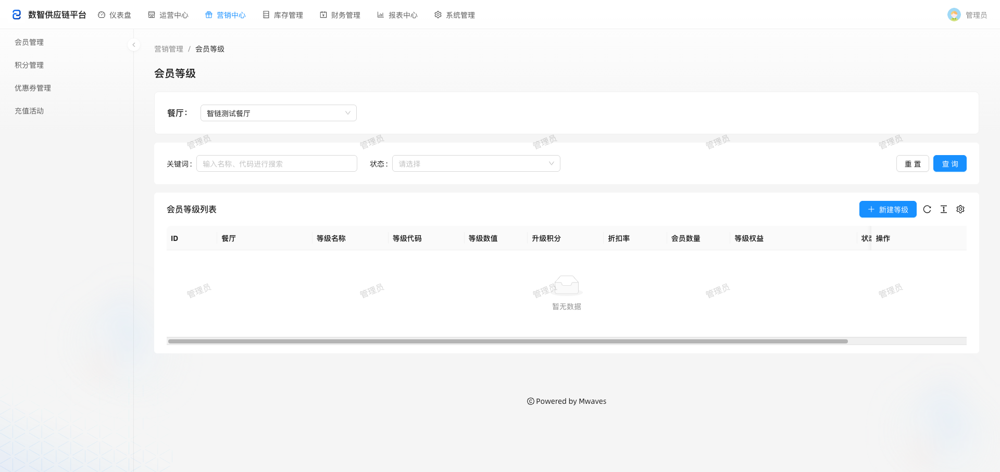 数智供应链平台 仪表盘 运营中心 营销中心 库存管理 财务管理 报表中心 系统管理 管理员
会员管理
积分管理
优惠券管理
充值活动
营销管理 / 会员等级
会员等级
餐厅： 智链测试餐厅
管理员 管理员 管理员 管理员 管理员
关键词： 输入名称、代码进行搜索 状态： 请选择 重 置 查 询
会员等级列表 新建等级
ID 餐厅 等级名称 等级代码 等级数值 升级积分 折扣率 会员数量 等级权益 状态 操作
管理员 管理员 管理员 管理员 管理员
暂无数据
© Powered by Mwaves